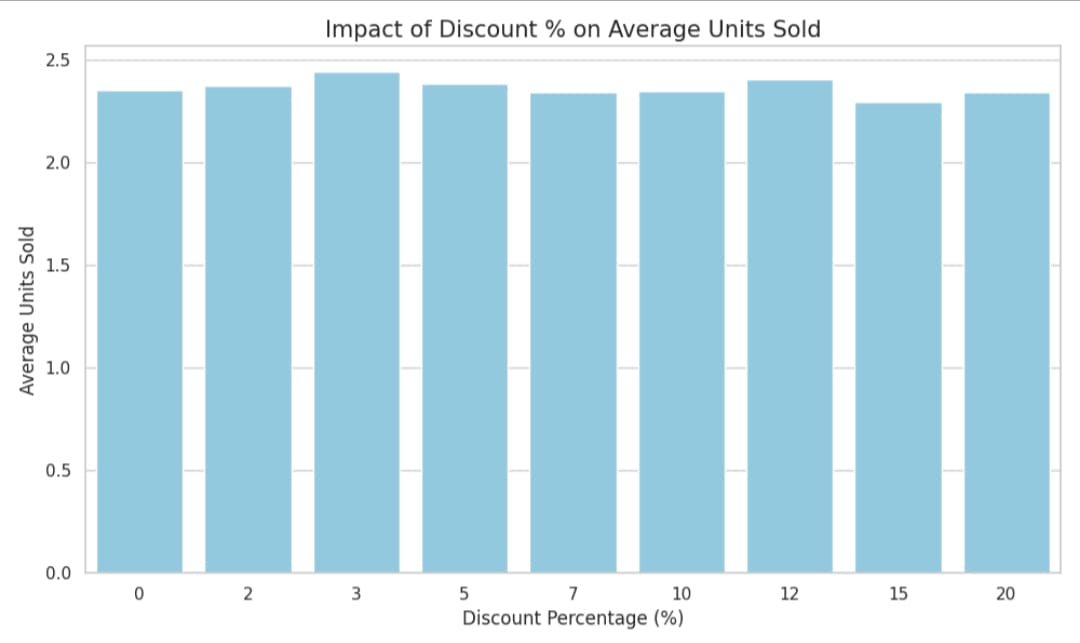 Impact of Discount % on Average Units Sold
2.5
2.0
1.5
1.0
0.5
0.0
Average Units Sold
0 2 3 5 7 10 12 15 20
Discount Percentage (%)